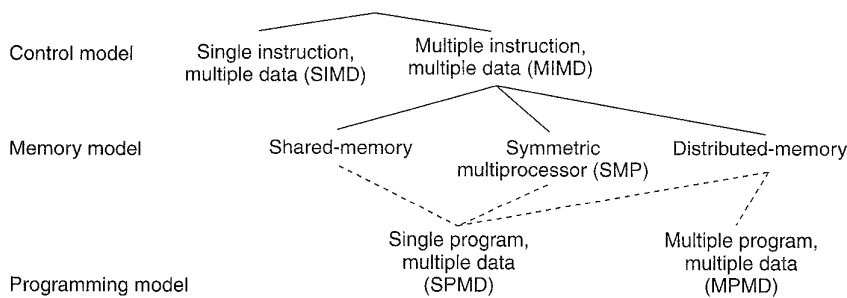 Control model
Single instruction,
multiple data (SIMD)
Multiple instruction,
multiple data (MIMD)
Memory model
Shared-memory
Symmetric
multiprocessor (SMP)
Distributed-memory
Programming model
Single program,
multiple data
(SPMD)
Multiple program,
multiple data
(MPMD)